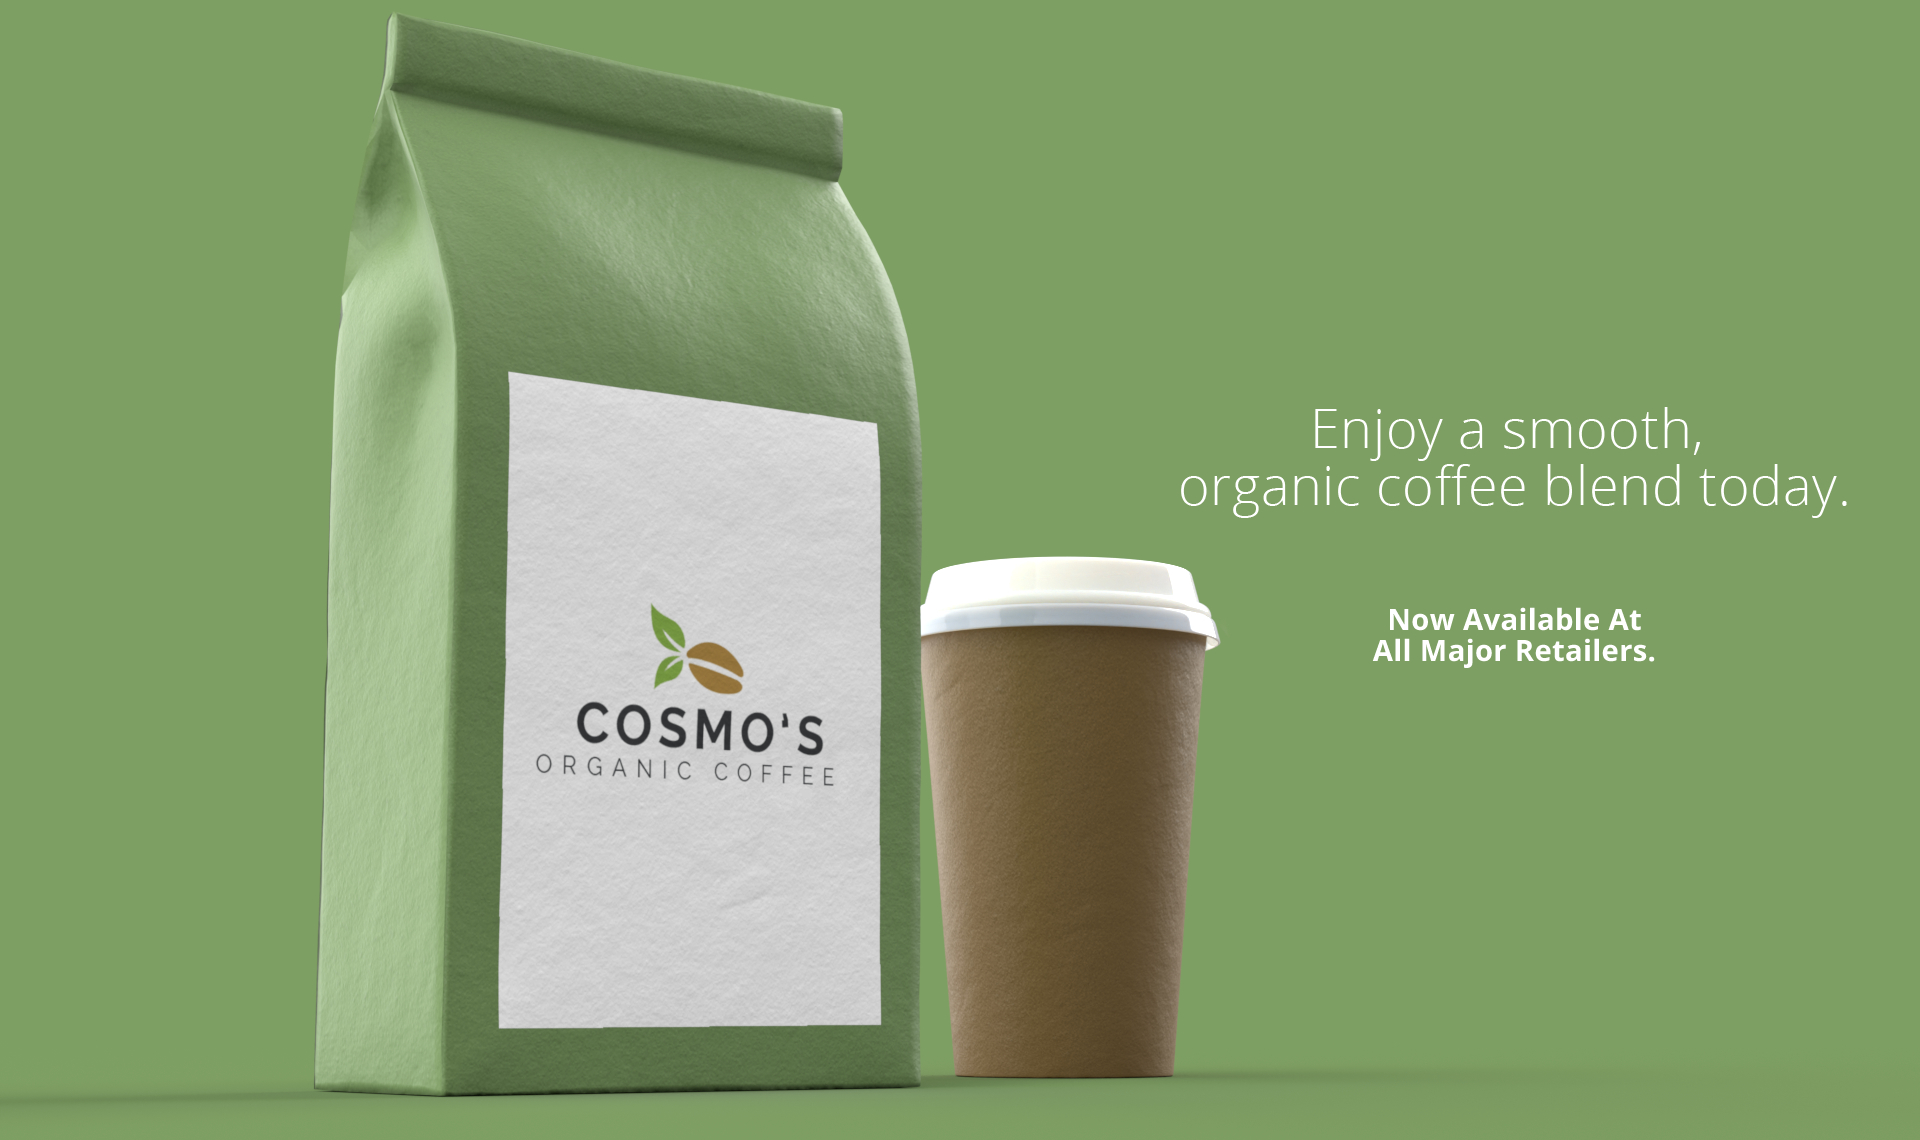 COSMO'S
ORGANIC COFFEE
Enjoy a smooth,
organic coffee blend today.
Now Available At
All Major Retailers.